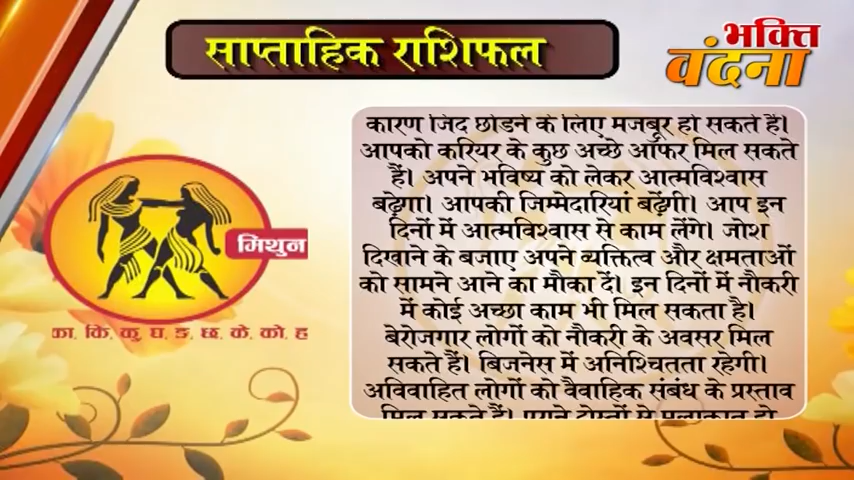 साप्ताहिक राशिफल
भक्ति
वंदना
कारण जिद छोडने के लिए मजबूर हो सकते हैं।
आपको करियर के कुछ अच्छे ऑफर मिल सकते
हैं। अपने भविष्य को लेकर आत्मविश्वास
बढ़ेगा। आपकी जिम्मेदारियां बढ़ेंगी। आप इन
दिनों में आत्मविश्वास से काम लेंगे। जोश
दिखाने के बजाए अपने व्यक्तित्व और क्षमताओं
को सामने आने का मौका दें। इन दिनों में नौकरी
में कोई अच्छा काम भी मिल सकता है।
बेरोजगार लोगों को नौकरी के अवसर मिल
सकते हैं। बिजनेस में अनिश्चितता रहेगी।
अविवाहित लोगों को वैवाहिक संबंध के प्रस्ताव
मिल सकते हैं। पुराने दोस्तों से मुलाकात हो
मिथुन
का, कि, कु, घ, ङ, छ, के, को, ह